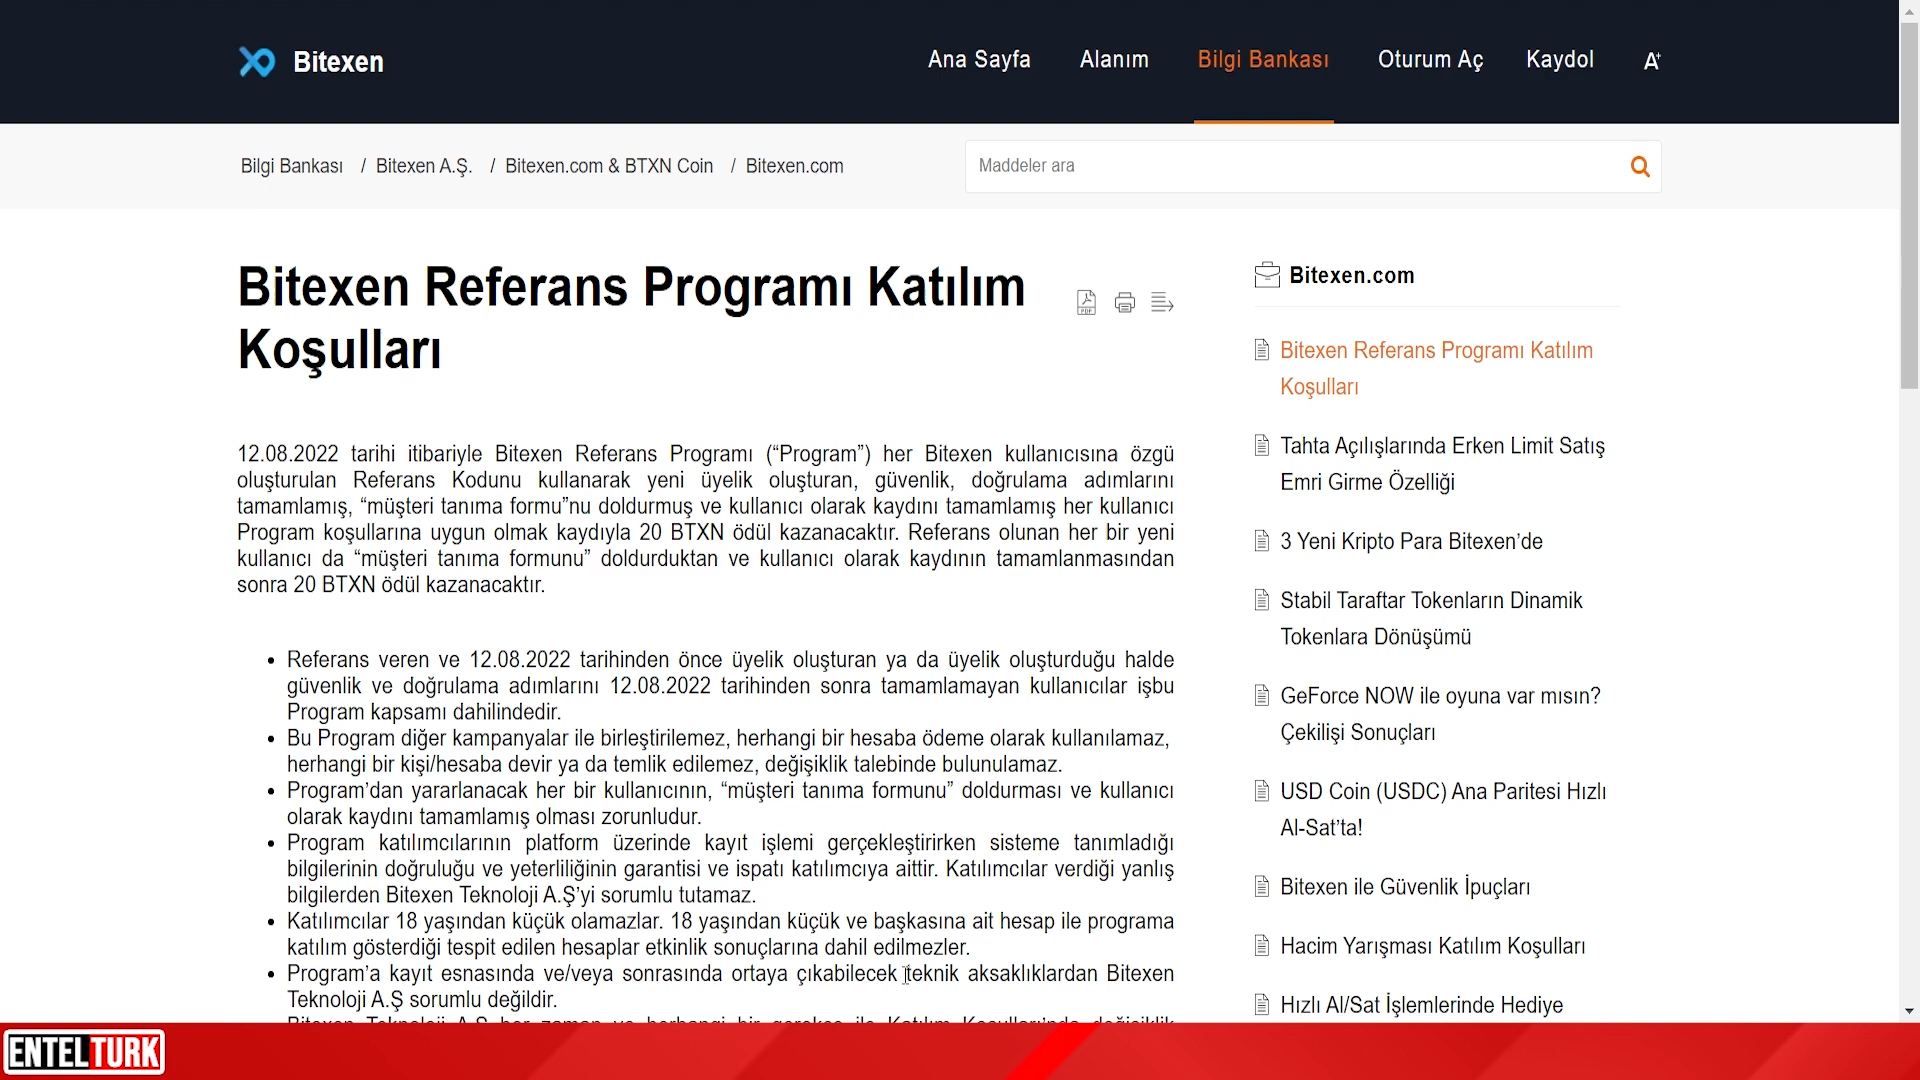 Bitexen
Ana Sayfa
Alanım
Bilgi Bankası
Oturum Aç
Kaydol
A+
Bilgi Bankası / Bitexen A.Ş. / Bitexen.com & BTXN Coin / Bitexen.com
Maddeler ara
Bitexen Referans Programı Katılım
Koşulları
PDF
12.08.2022 tarihi itibariyle Bitexen Referans Programı (“Program”) her Bitexen kullanıcısına özgü
oluşturulan Referans Kodunu kullanarak yeni üyelik oluşturan, güvenlik, doğrulama adımlarını
tamamlamış, “müşteri tanıma formu”nu doldurmuş ve kullanıcı olarak kaydını tamamlamış her kullanıcı
Program koşullarına uygun olmak kaydıyla 20 BTXN ödül kazanacaktır. Referans olunan her bir yeni
kullanıcı da “müşteri tanıma formunu” doldurduktan ve kullanıcı olarak kaydının tamamlanmasından
sonra 20 BTXN ödül kazanacaktır.
• Referans veren ve 12.08.2022 tarihinden önce üyelik oluşturan ya da üyelik oluşturduğu halde
güvenlik ve doğrulama adımlarını 12.08.2022 tarihinden sonra tamamlamayan kullanıcılar işbu
Program kapsamı dahilindedir.
• Bu Program diğer kampanyalar ile birleştirilemez, herhangi bir hesaba ödeme olarak kullanılamaz,
herhangi bir kişi/hesaba devir ya da temlik edilemez, değişiklik talebinde bulunulamaz.
• Program’dan yararlanacak her bir kullanıcının, “müşteri tanıma formunu” doldurması ve kullanıcı
olarak kaydını tamamlamış olması zorunludur.
• Program katılımcılarının platform üzerinde kayıt işlemi gerçekleştirirken sisteme tanımladığı
bilgilerinin doğruluğu ve yeterliliğinin garantisi ve ispatı katılımcıya aittir. Katılımcılar verdiği yanlış
bilgilerden Bitexen Teknoloji A.Ş’yi sorumlu tutamaz.
• Katılımcılar 18 yaşından küçük olamazlar. 18 yaşından küçük ve başkasına ait hesap ile programa
katılım gösterdiği tespit edilen hesaplar etkinlik sonuçlarına dahil edilmezler.
• Program’a kayıt esnasında ve/veya sonrasında ortaya çıkabilecek teknik aksaklıklardan Bitexen
Teknoloji A.Ş sorumlu değildir.
Bitexen Teknoloji A.Ş her zaman ve herhangi bir gerekçe ile Katılım Koşulları’nda değişiklik
Bitexen.com
Bitexen Referans Programı Katılım
Koşulları
Tahta Açılışlarında Erken Limit Satış
Emri Girme Özelliği
3 Yeni Kripto Para Bitexen’de
Stabil Taraftar Tokenların Dinamik
Tokenlara Dönüşümü
GeForce NOW ile oyuna var mısın?
Çekilişi Sonuçları
USD Coin (USDC) Ana Paritesi Hızlı
Al-Sat’ta!
Bitexen ile Güvenlik İpuçları
Hacim Yarışması Katılım Koşulları
Hızlı Al/Sat İşlemlerinde Hediye
ENTELTURK